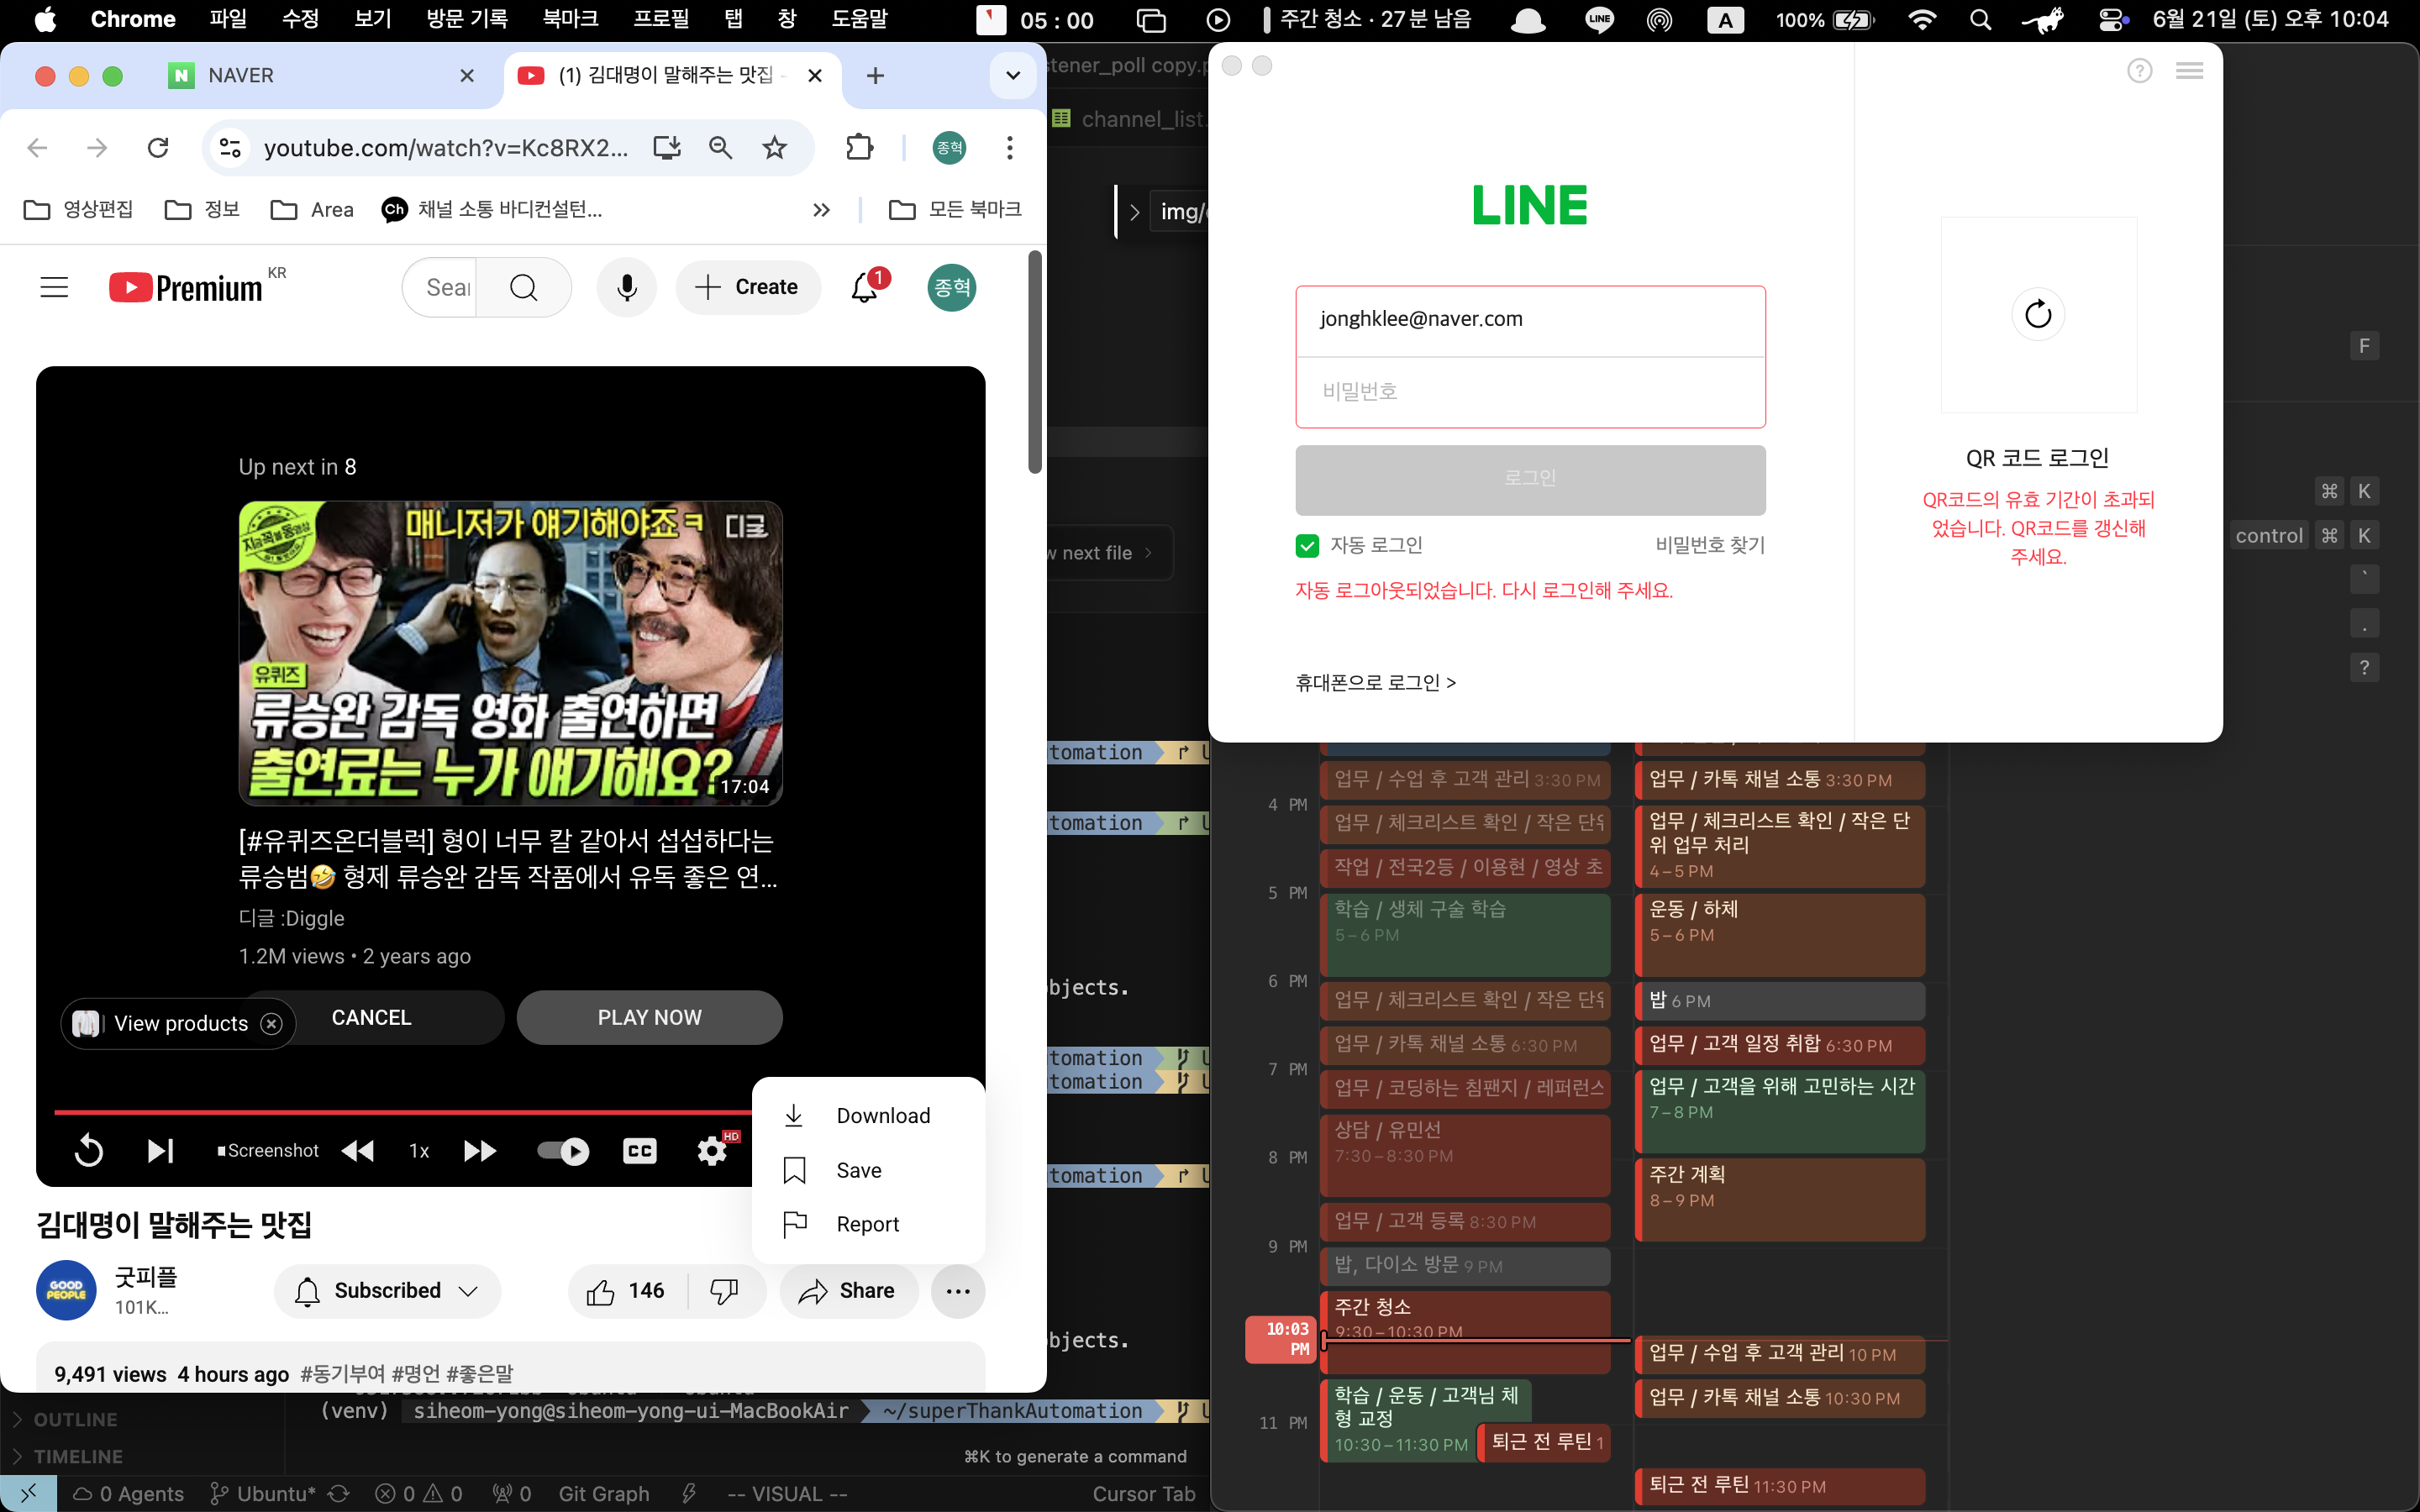 Chrome 파일 수정 보기 방문 기록 북마크 프로필 탭 창 도움말 05 : 00 주간 청소 · 27분 남음 LINE A 100% 6월 21일 (토) 오후 10:04
N NAVER
(1) 김대명이 말해주는 맛집
youtube.com/watch?v=Kc8RX2... 종혁
영상편집 정보 Area Ch 채널 소통 바디컨설턴... 모든 북마크
Premium KR
Sear
Create
1
종혁
Up next in 8
지금 꼭 볼 동영상
매니저가 얘기해야죠ㅋ 디글
유퀴즈
류승완 감독 영화 출연하면
출연료는 누가 얘기해요?
17:04
[#유퀴즈온더블럭] 형이 너무 칼 같아서 섭섭하다는
류승범🤣 형제 류승완 감독 작품에서 유독 좋은 연...
디글 :Diggle
1.2M views • 2 years ago
View products
CANCEL
PLAY NOW
Screenshot
1x
CC
HD
Download
Save
Report
김대명이 말해주는 맛집
GOOD PEOPLE
굿피플
101K...
Subscribed
146
Share
9,491 views 4 hours ago #동기부여 #명언 #좋은말
stener_poll copy.p
channel_list.
img/
w next file
tomation
tomation
bjects.
tomation
tomation
tomation
bjects.
(venv) siheom-yong@siheom-yong-ui-MacBookAir ~/superThankAutomation
⌘K to generate a command
OUTLINE
TIMELINE
0 Agents Ubuntu* 0 0 0 Git Graph -- VISUAL -- Cursor Tab
LINE
jonghklee@naver.com
비밀번호
로그인
자동 로그인
비밀번호 찾기
자동 로그아웃되었습니다. 다시 로그인해 주세요.
휴대폰으로 로그인 >
QR 코드 로그인
QR코드의 유효 기간이 초과되
었습니다. QR코드를 갱신해
주세요.
F
⌘ K
control ⌘ K
`
.
?
4 PM
5 PM
6 PM
7 PM
8 PM
9 PM
10:03 PM
11 PM
업무 / 수업 후 고객 관리 3:30 PM
업무 / 체크리스트 확인 / 작은 단위
작업 / 전국2등 / 이용현 / 영상 초
학습 / 생체 구술 학습
5–6 PM
업무 / 체크리스트 확인 / 작은 단위
업무 / 카톡 채널 소통 6:30 PM
업무 / 코딩하는 침팬지 / 레퍼런스
상담 / 유민선
7:30–8:30 PM
업무 / 고객 등록 8:30 PM
밥, 다이소 방문 9 PM
주간 청소
9:30–10:30 PM
학습 / 운동 / 고객님 체
형 교정
10:30–11:30 PM
퇴근 전 루틴 1
업무 / 카톡 채널 소통 3:30 PM
업무 / 체크리스트 확인 / 작은 단
위 업무 처리
4–5 PM
운동 / 하체
5–6 PM
밥 6 PM
업무 / 고객 일정 취합 6:30 PM
업무 / 고객을 위해 고민하는 시간
7–8 PM
주간 계획
8–9 PM
업무 / 수업 후 고객 관리 10 PM
업무 / 카톡 채널 소통 10:30 PM
퇴근 전 루틴 11:30 PM